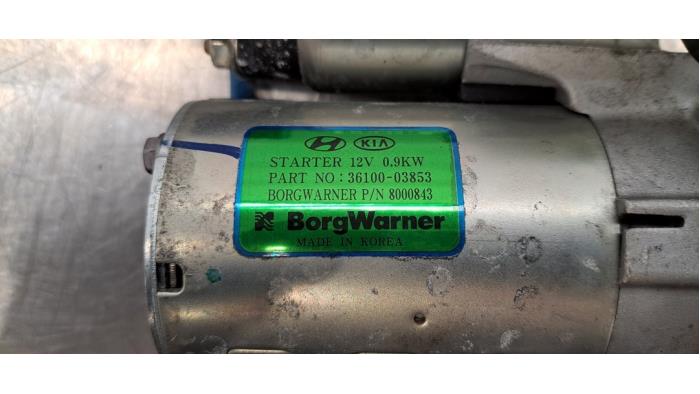 KIA
STARTER 12V 0.9KW
PART NO : 36100-03853
BORGWARNER P/N 8000843
BorgWarner
MADE IN KOREA